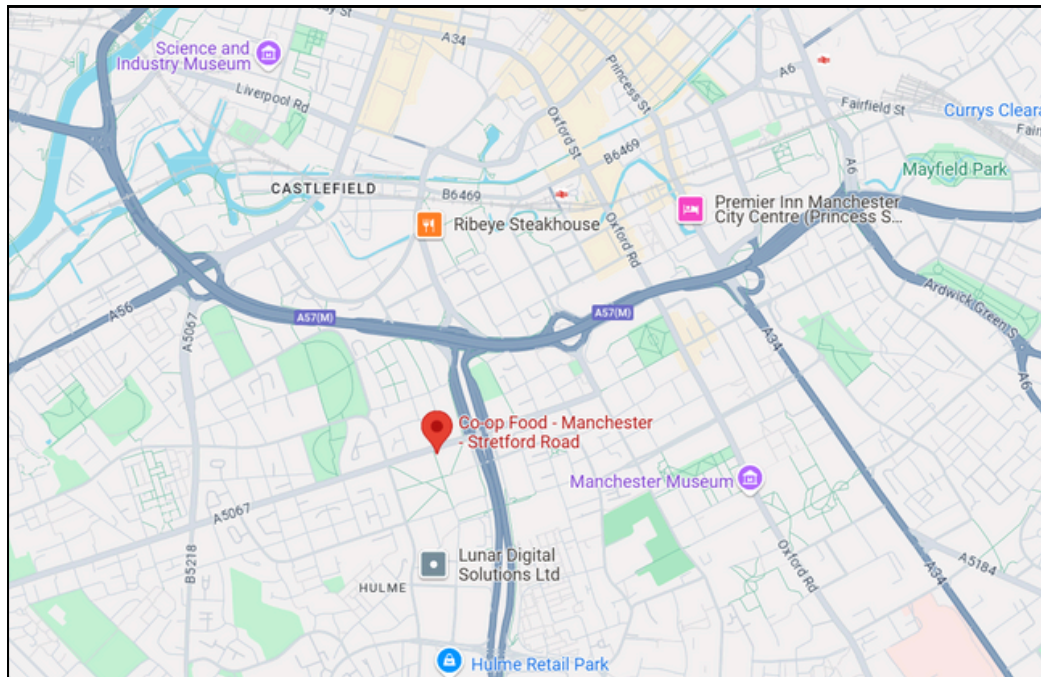 A34
Science and
Industry Museum
Princess St
A6
Liverpool Rd
Oxford St
Fairfield St
Currys Cleara
B6469
A6
Mayfield Park
CASTLEFIELD
B6469
Premier Inn Manchester
City Centre (Princess S...
Ribeye Steakhouse
Oxford Rd
A56
A57(M)
A57(M)
Ardwick Green S
A5067
A34
A6
Co-op Food - Manchester
- Stretford Road
Manchester Museum
A5067
B5218
Lunar Digital
Solutions Ltd
HULME
Oxford Rd
A34
A5184
Hulme Retail Park